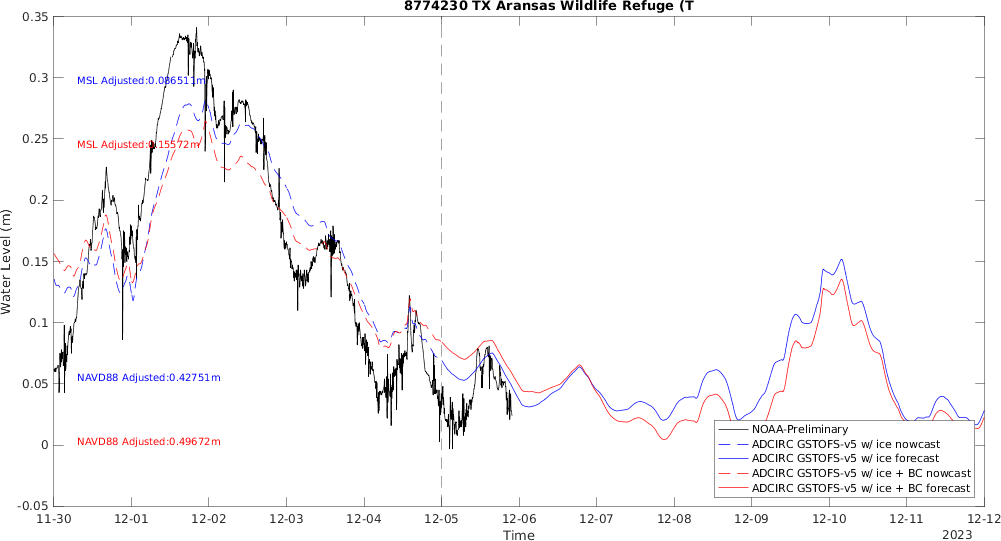 8774230 TX Aransas Wildlife Refuge (T
0.35
0.3
0.25
0.2
0.15
0.1
0.05
0
-0.05
Water Level (m)
MSL Adjusted:0.086511m
MSL Adjusted:0.15572m
NAVD88 Adjusted:0.42751m
NAVD88 Adjusted:0.49672m
NOAA-Preliminary
ADCIRC GSTOFS-v5 w/ ice nowcast
ADCIRC GSTOFS-v5 w/ ice forecast
ADCIRC GSTOFS-v5 w/ ice + BC nowcast
ADCIRC GSTOFS-v5 w/ ice + BC forecast
11-30 12-01 12-02 12-03 12-04 12-05 12-06 12-07 12-08 12-09 12-10 12-11 12-12
Time
2023